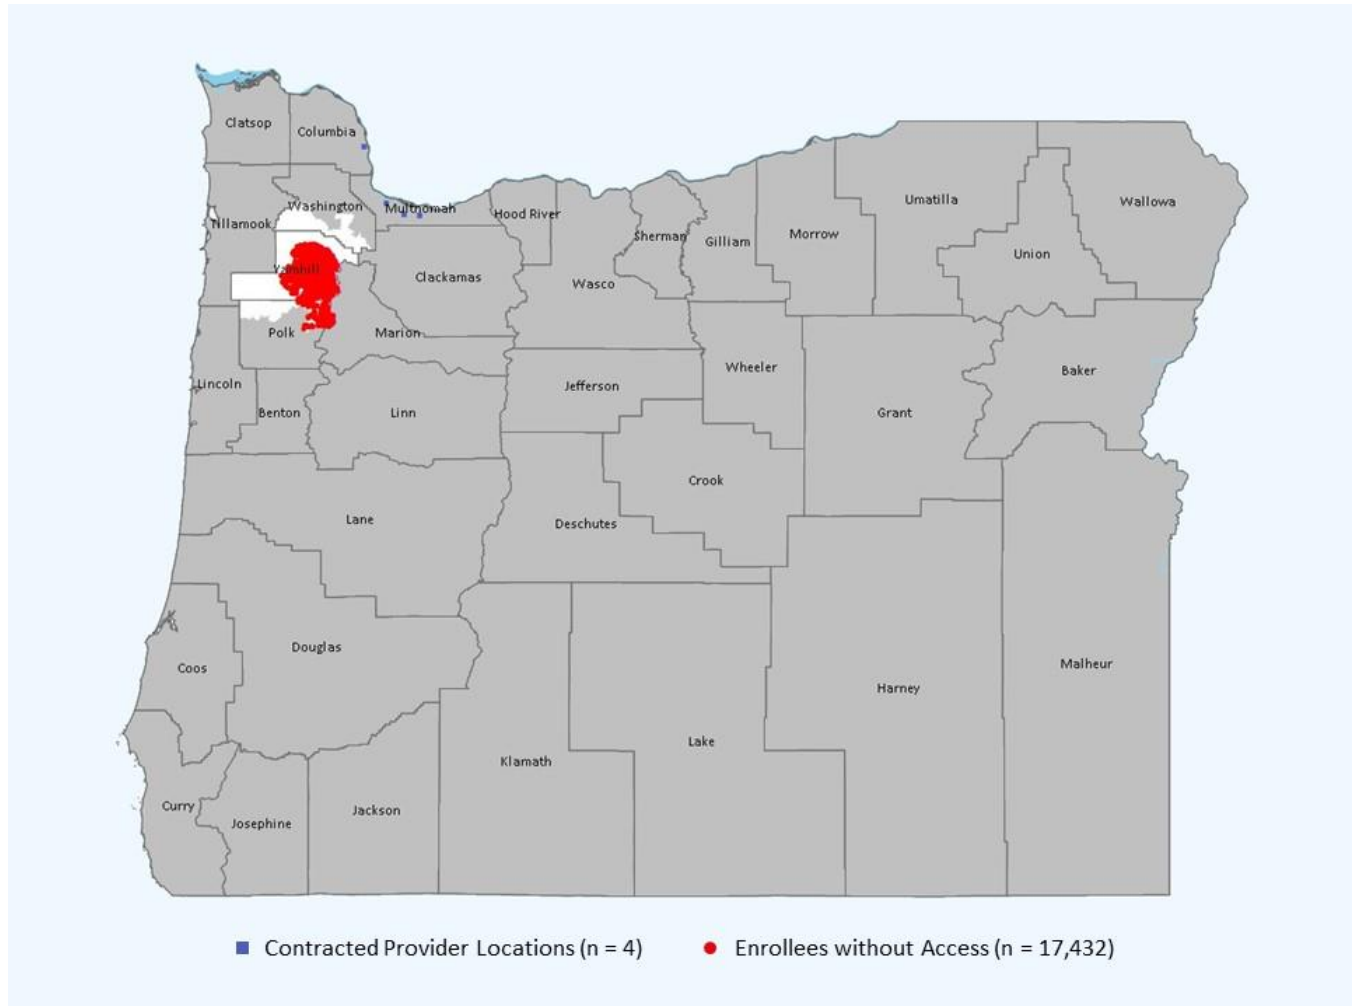 Clatsop
Columbia
Washington
Multnomah
Hood River
Tillamook
Yamhill
Clackamas
Sherman
Gilliam
Morrow
Umatilla
Wallowa
Union
Wasco
Polk
Marion
Lincoln
Benton
Linn
Jefferson
Wheeler
Grant
Baker
Crook
Lane
Deschutes
Douglas
Coos
Malheur
Harney
Lake
Klamath
Curry
Josephine
Jackson
Contracted Provider Locations (n = 4)
Enrollees without Access (n = 17,432)